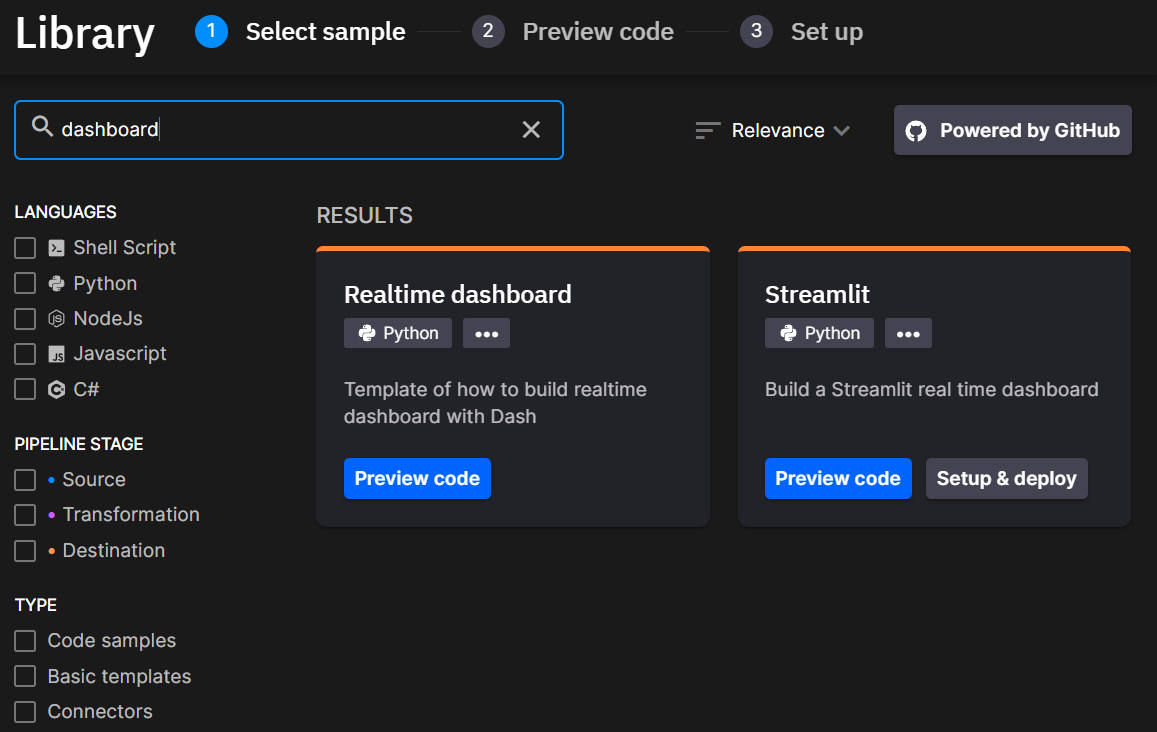 Library 1 Select sample 2 Preview code 3 Set up
dashboard
Relevance
Powered by GitHub
LANGUAGES
Shell Script
Python
NodeJs
Javascript
C#
PIPELINE STAGE
Source
Transformation
Destination
TYPE
Code samples
Basic templates
Connectors
RESULTS
Realtime dashboard
Python
Template of how to build realtime
dashboard with Dash
Preview code
Streamlit
Python
Build a Streamlit real time dashboard
Preview code
Setup & deploy